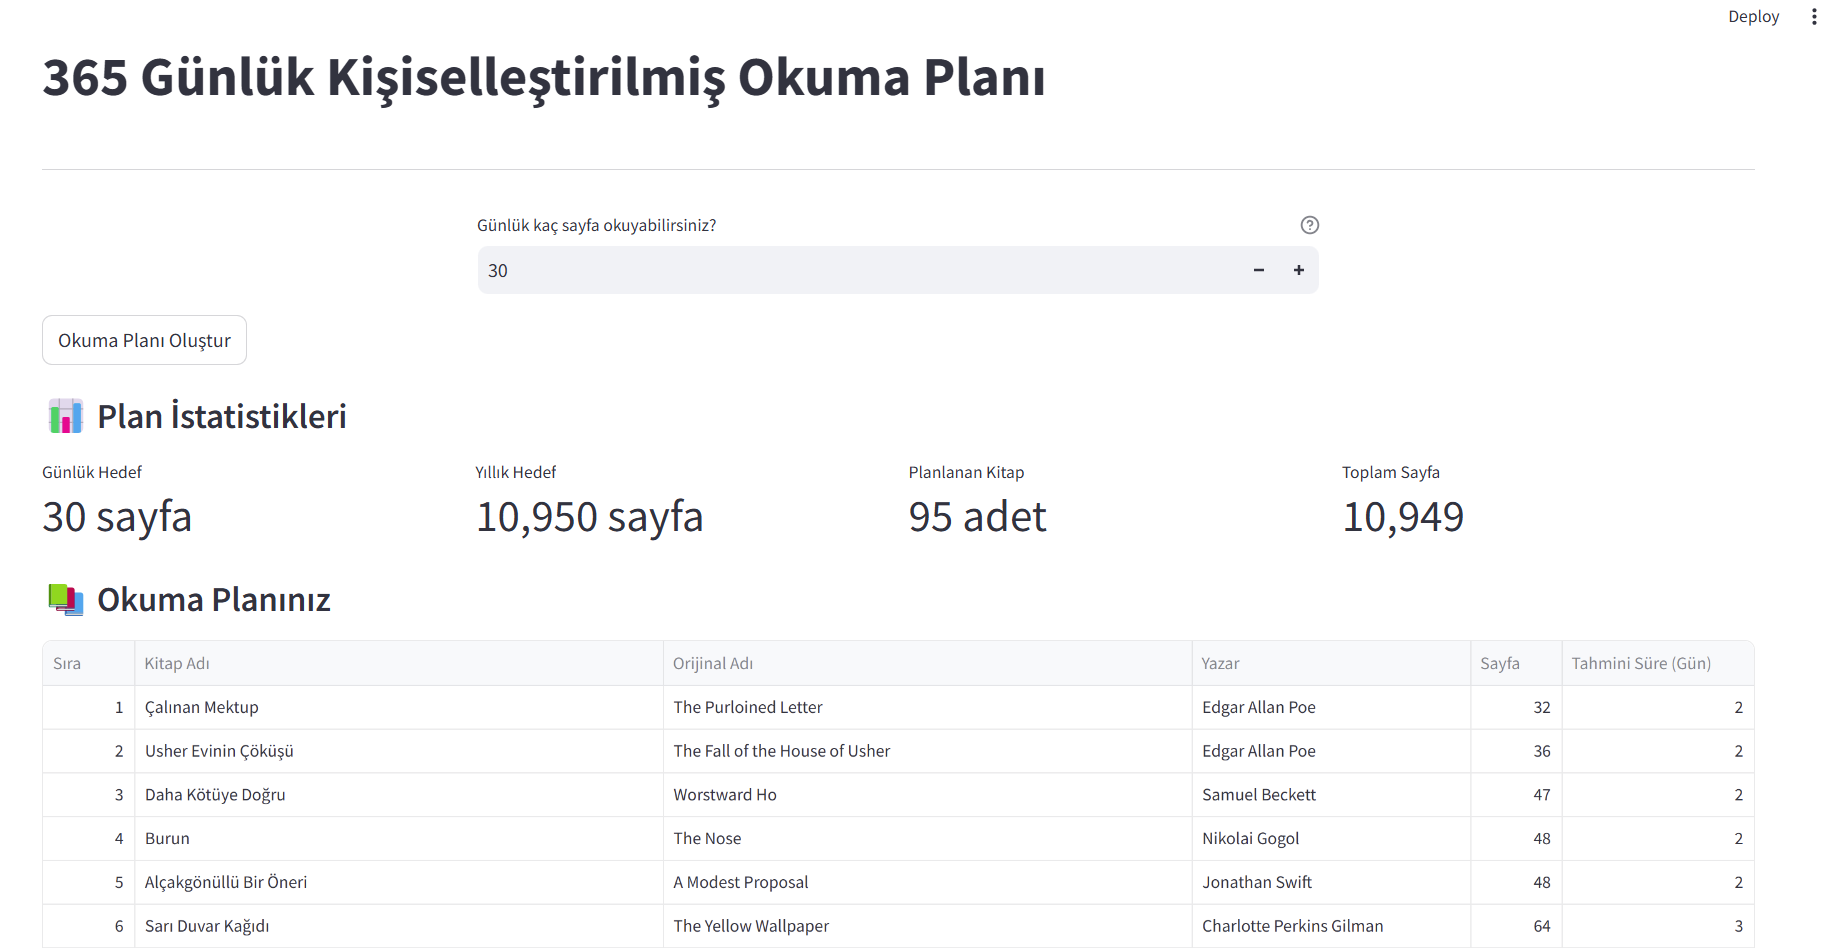 Deploy
365 Günlük Kişiselleştirilmiş Okuma Planı
Günlük kaç sayfa okuyabilirsiniz?
30
Okuma Planı Oluştur
Plan İstatistikleri
Günlük Hedef Yıllık Hedef Planlanan Kitap Toplam Sayfa
30 sayfa 10,950 sayfa 95 adet 10,949
Okuma Planınız
Sıra Kitap Adı Orijinal Adı Yazar Sayfa Tahmini Süre (Gün)
1 Çalınan Mektup The Purloined Letter Edgar Allan Poe 32 2
2 Usher Evinin Çöküşü The Fall of the House of Usher Edgar Allan Poe 36 2
3 Daha Kötüye Doğru Worstward Ho Samuel Beckett 47 2
4 Burun The Nose Nikolai Gogol 48 2
5 Alçakgönüllü Bir Öneri A Modest Proposal Jonathan Swift 48 2
6 Sarı Duvar Kağıdı The Yellow Wallpaper Charlotte Perkins Gilman 64 3